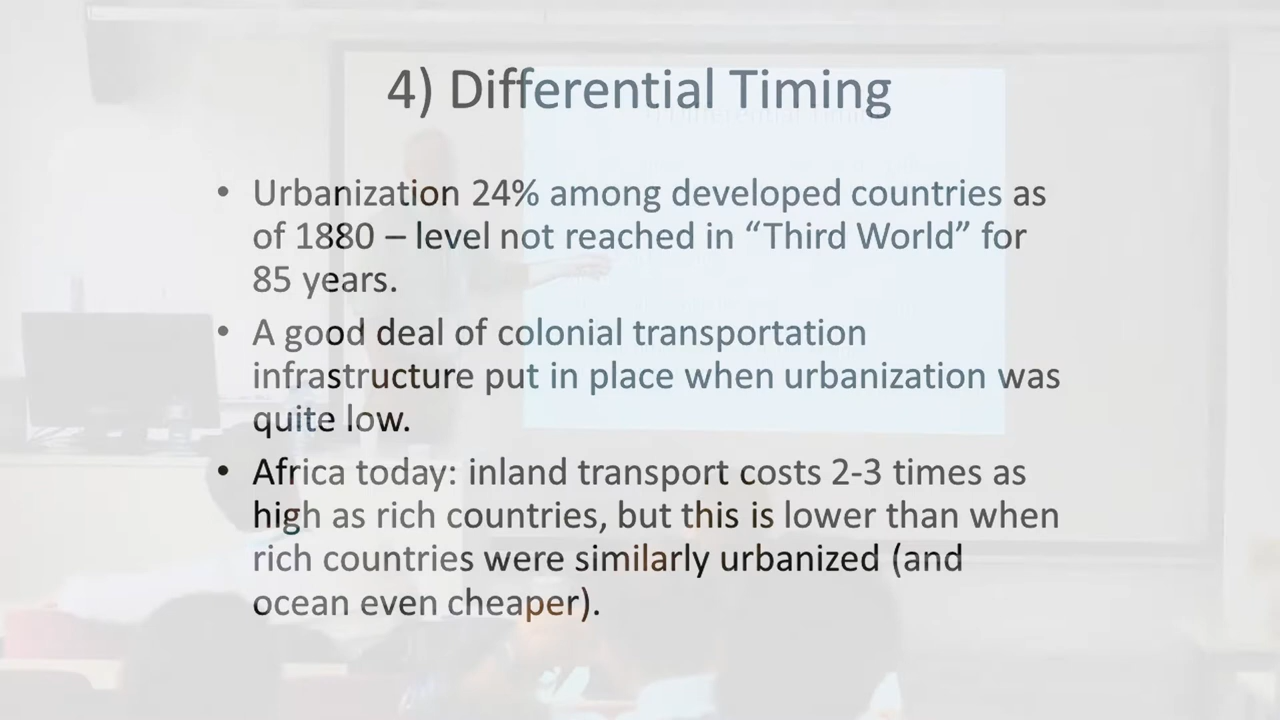 4) Differential Timing
• Urbanization 24% among developed countries as
of 1880 – level not reached in “Third World” for
85 years.
• A good deal of colonial transportation
infrastructure put in place when urbanization was
quite low.
• Africa today: inland transport costs 2-3 times as
high as rich countries, but this is lower than when
rich countries were similarly urbanized (and
ocean even cheaper).